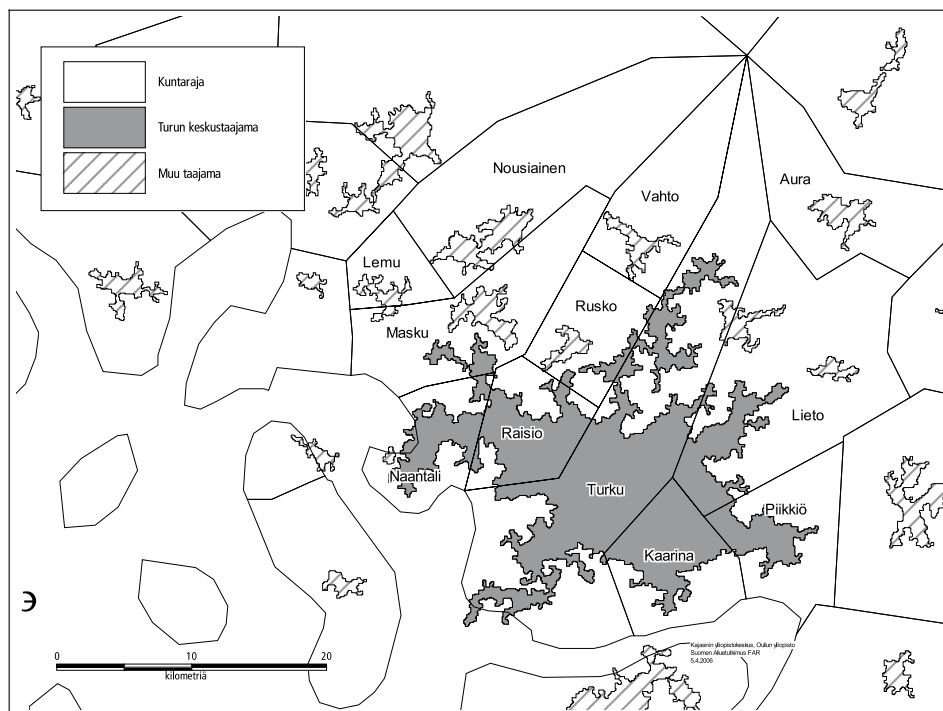 Kuntaraja
Turun keskustaajama
Muu taajama
Nousiainen
Vahto
Aura
Lemu
Rusko
Masku
Lieto
Raisio
Naantali
Turku
Piikkiö
Kaarina
0 10 20
kilometriä
Kajaanin yliopistokeskus, Oulun yliopisto
Suomen Aluetutkimus FAR
5.4.2006